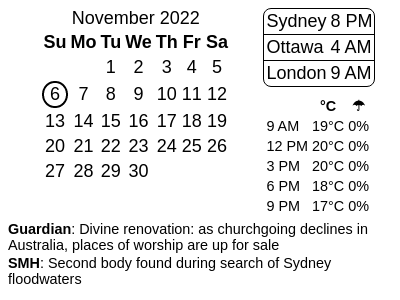 November 2022
Su Mo Tu We Th Fr Sa
1 2 3 4 5
6 7 8 9 10 11 12
13 14 15 16 17 18 19
20 21 22 23 24 25 26
27 28 29 30
Sydney 8 PM
Ottawa 4 AM
London 9 AM
°C ☂
9 AM 19°C 0%
12 PM 20°C 0%
3 PM 20°C 0%
6 PM 18°C 0%
9 PM 17°C 0%
Guardian: Divine renovation: as churchgoing declines in
Australia, places of worship are up for sale
SMH: Second body found during search of Sydney
floodwaters